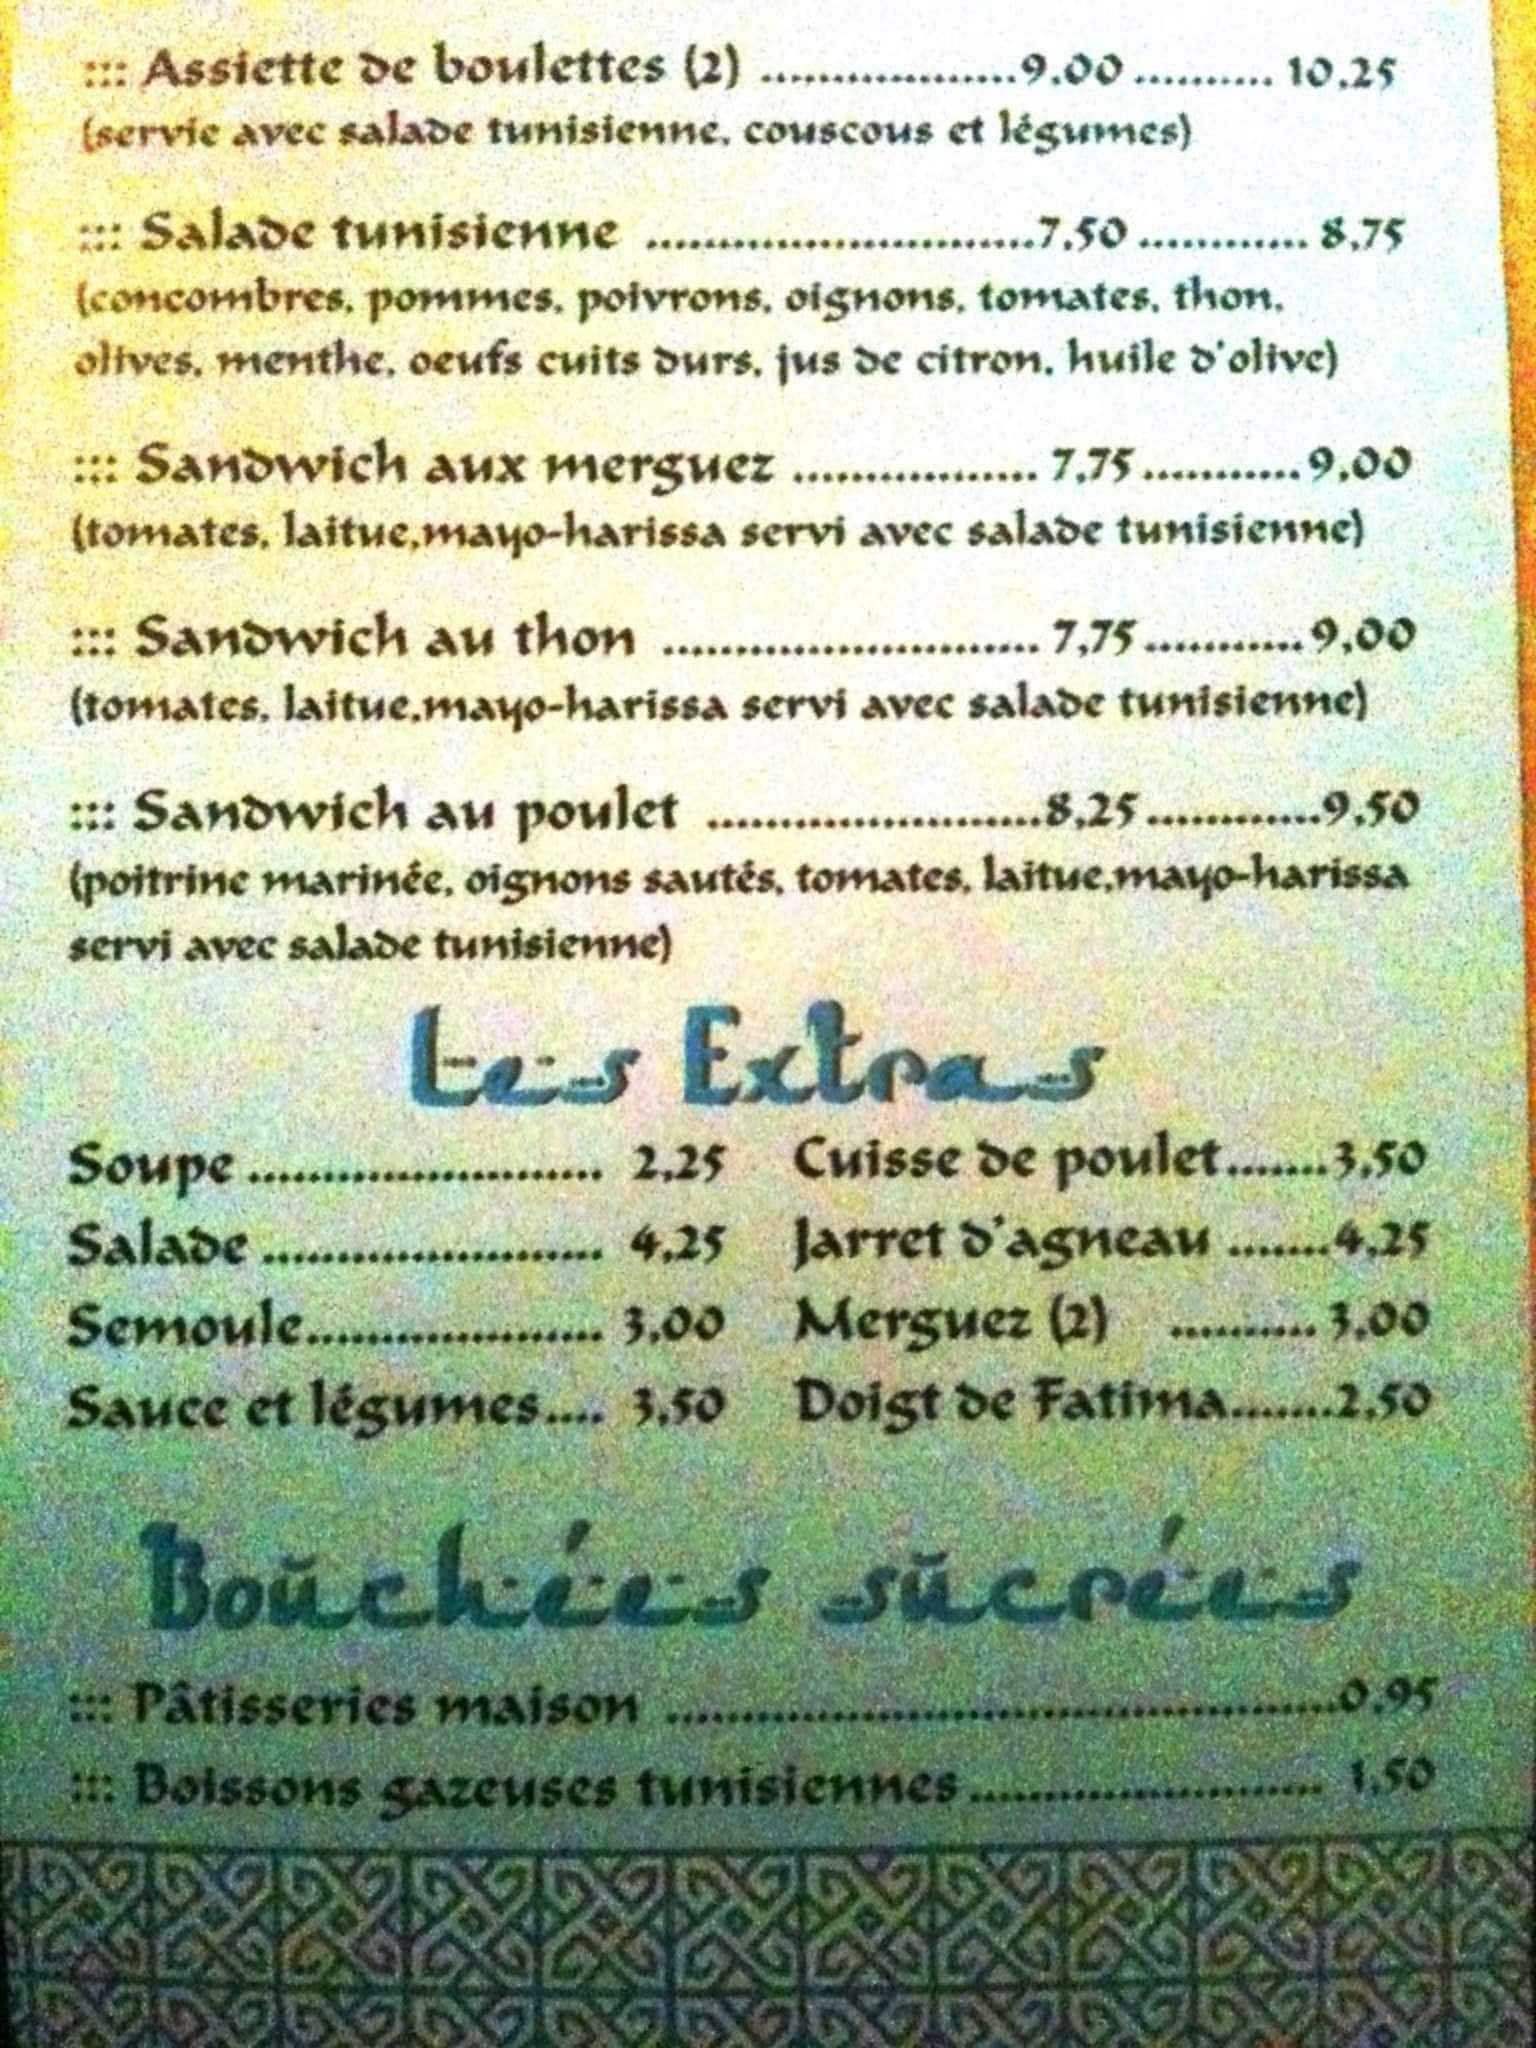 ::: Assiette de boulettes (2) ..................9.00 .......... 10,25
(servie avec salade tunisienne, couscous et légumes)
::: Salade tunisienne ...........................7,50 ............ 8,75
(concombres, pommes, poivrons, oignons, tomates, thon,
olives, menthe, oeufs cuits durs, jus de citron, huile d'olive)
::: Sandwich aux merguez ................. 7,75 ...........9,00
(tomates, laitue,mayo-harissa servi avec salade tunisienne)
::: Sandwich au thon .......................... 7,75 ...........9,00
(tomates, laitue,mayo-harissa servi avec salade tunisienne)
::: Sandwich au poulet .......................8,25 ............9,50
(poitrine marinée, oignons sautés, tomates, laitue,mayo-harissa
servi avec salade tunisienne)
Les Extras
Soupe ........................ 2,25 Cuisse de poulet.......3,50
Salade ....................... 4,25 Jarret d'agneau .......4,25
Semoule.................... 3,00 Merguez (2) .......... 3,00
Sauce et légumes.... 3,50 Doigt de Fatima.......2,50
Bouchées sucrées
::: Pâtisseries maison ..............................................0,95
::: Boissons gazeuses tunisiennes........................ 1,50